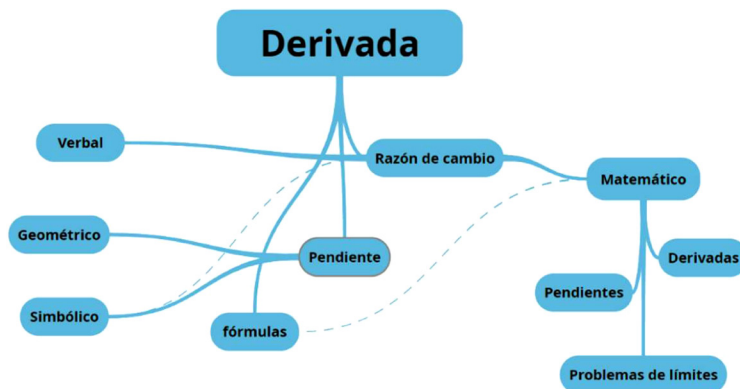 Derivada
Verbal
Razón de cambio
Matemático
Geométrico
Pendiente
Derivadas
Pendientes
Simbólico
fórmulas
Problemas de límites